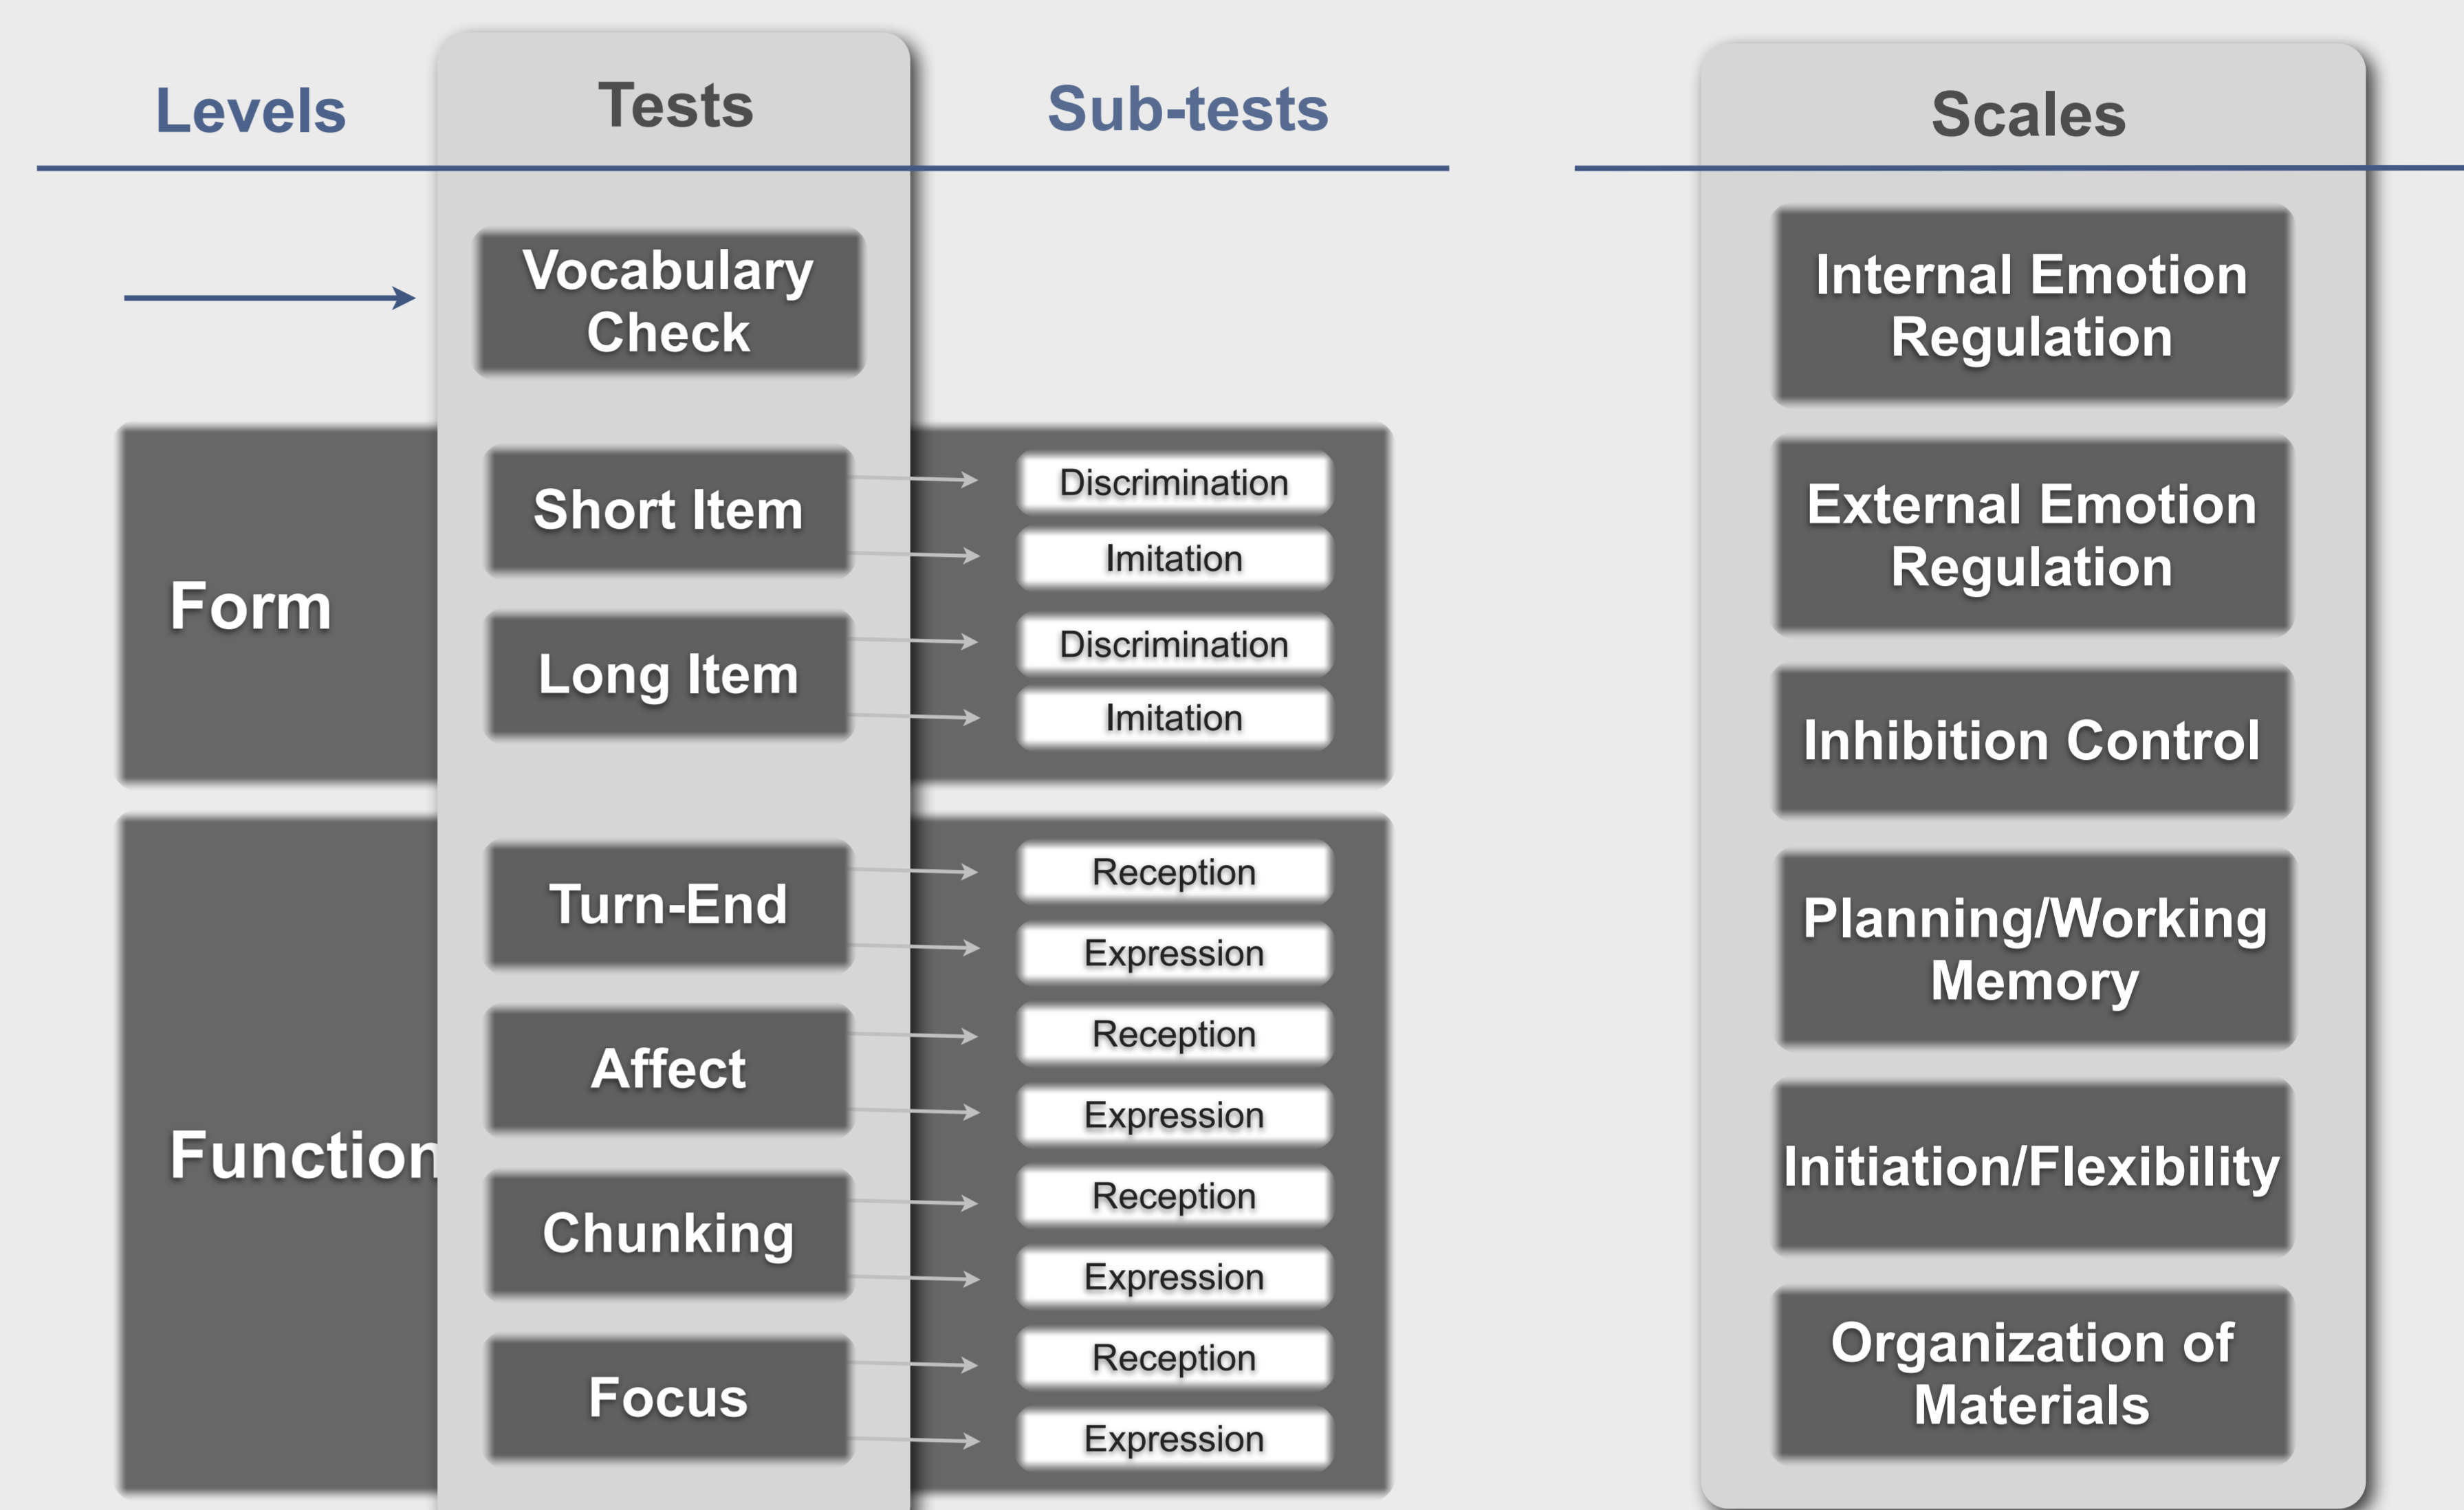 Levels
Tests
Sub-tests
Vocabulary
Check
Form
Short Item
Discrimination
Imitation
Long Item
Discrimination
Imitation
Function
Turn-End
Reception
Expression
Affect
Reception
Expression
Chunking
Reception
Expression
Focus
Reception
Expression
Scales
Internal Emotion
Regulation
External Emotion
Regulation
Inhibition Control
Planning/Working
Memory
Initiation/Flexibility
Organization of
Materials